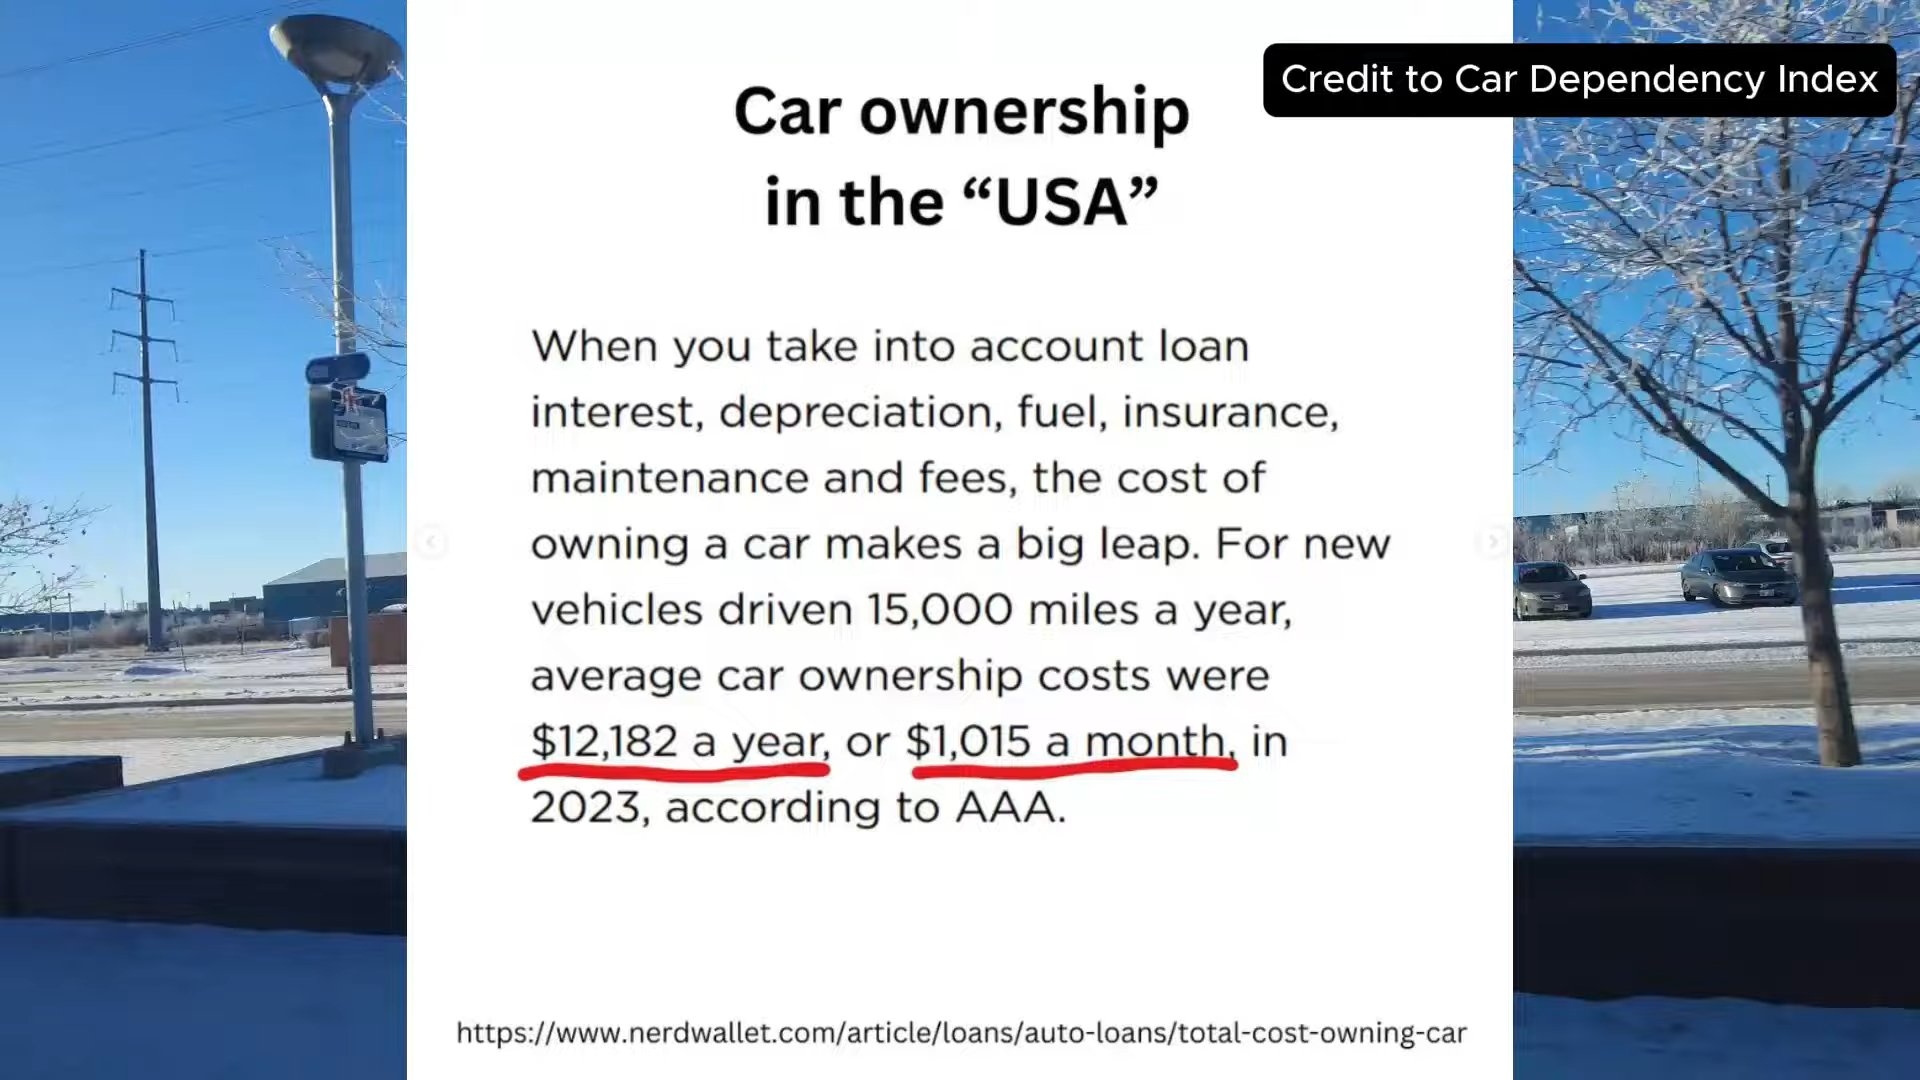 Credit to Car Dependency Index
Car ownership
in the “USA”
When you take into account loan
interest, depreciation, fuel, insurance,
maintenance and fees, the cost of
owning a car makes a big leap. For new
vehicles driven 15,000 miles a year,
average car ownership costs were
$12,182 a year, or $1,015 a month, in
2023, according to AAA.
https://www.nerdwallet.com/article/loans/auto-loans/total-cost-owning-car